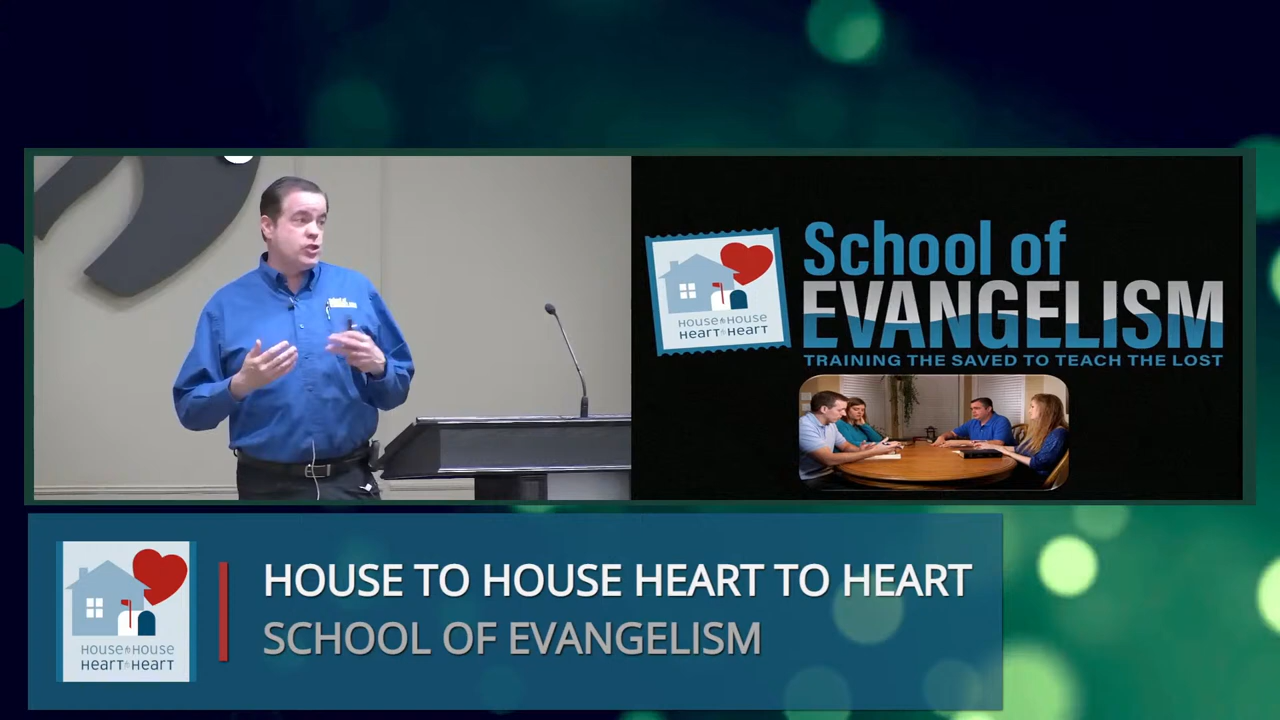 School of
EVANGELISM
TRAINING THE SAVED TO TEACH THE LOST
House to House
Heart to Heart
HOUSE TO HOUSE HEART TO HEART
SCHOOL OF EVANGELISM
House to House
Heart to Heart